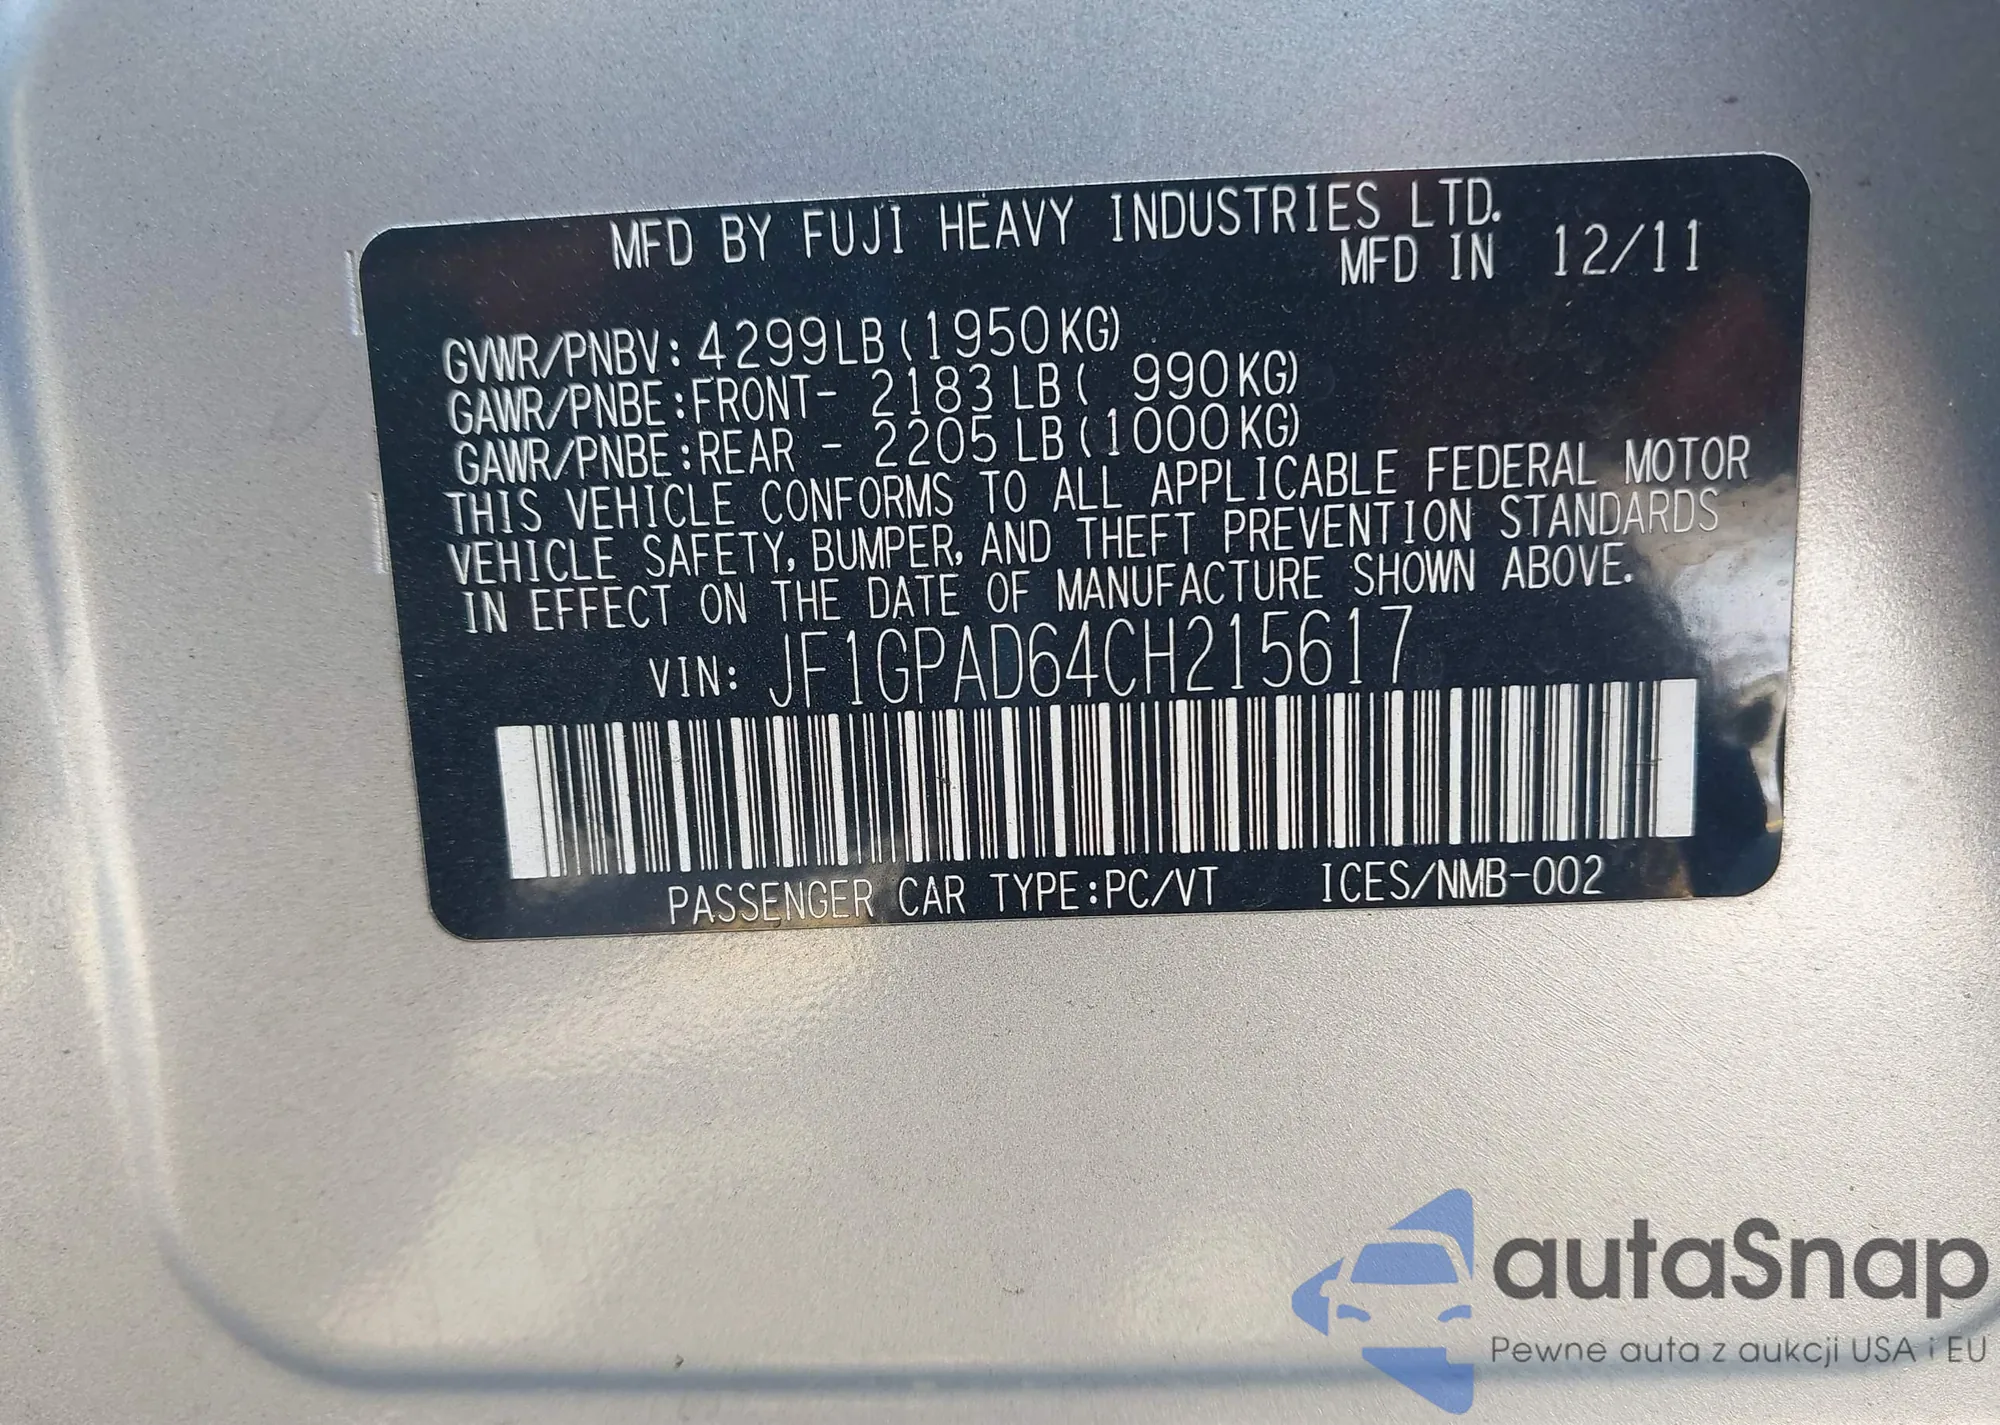 MFD BY FUJI HEAVY INDUSTRIES LTD.
MFD IN 12/11
GVWR/PNBV: 4299LB(1950KG)
GAWR/PNBE:FRONT- 2183LB( 990KG)
GAWR/PNBE:REAR - 2205LB(1000KG)
THIS VEHICLE CONFORMS TO ALL APPLICABLE FEDERAL MOTOR
VEHICLE SAFETY, BUMPER, AND THEFT PREVENTION STANDARDS
IN EFFECT ON THE DATE OF MANUFACTURE SHOWN ABOVE.
VIN: JF1GPAD64CH215617
PASSENGER CAR TYPE:PC/VT ICES/NMB-002
autaSnap
Pewne auta z aukcji USA i EU